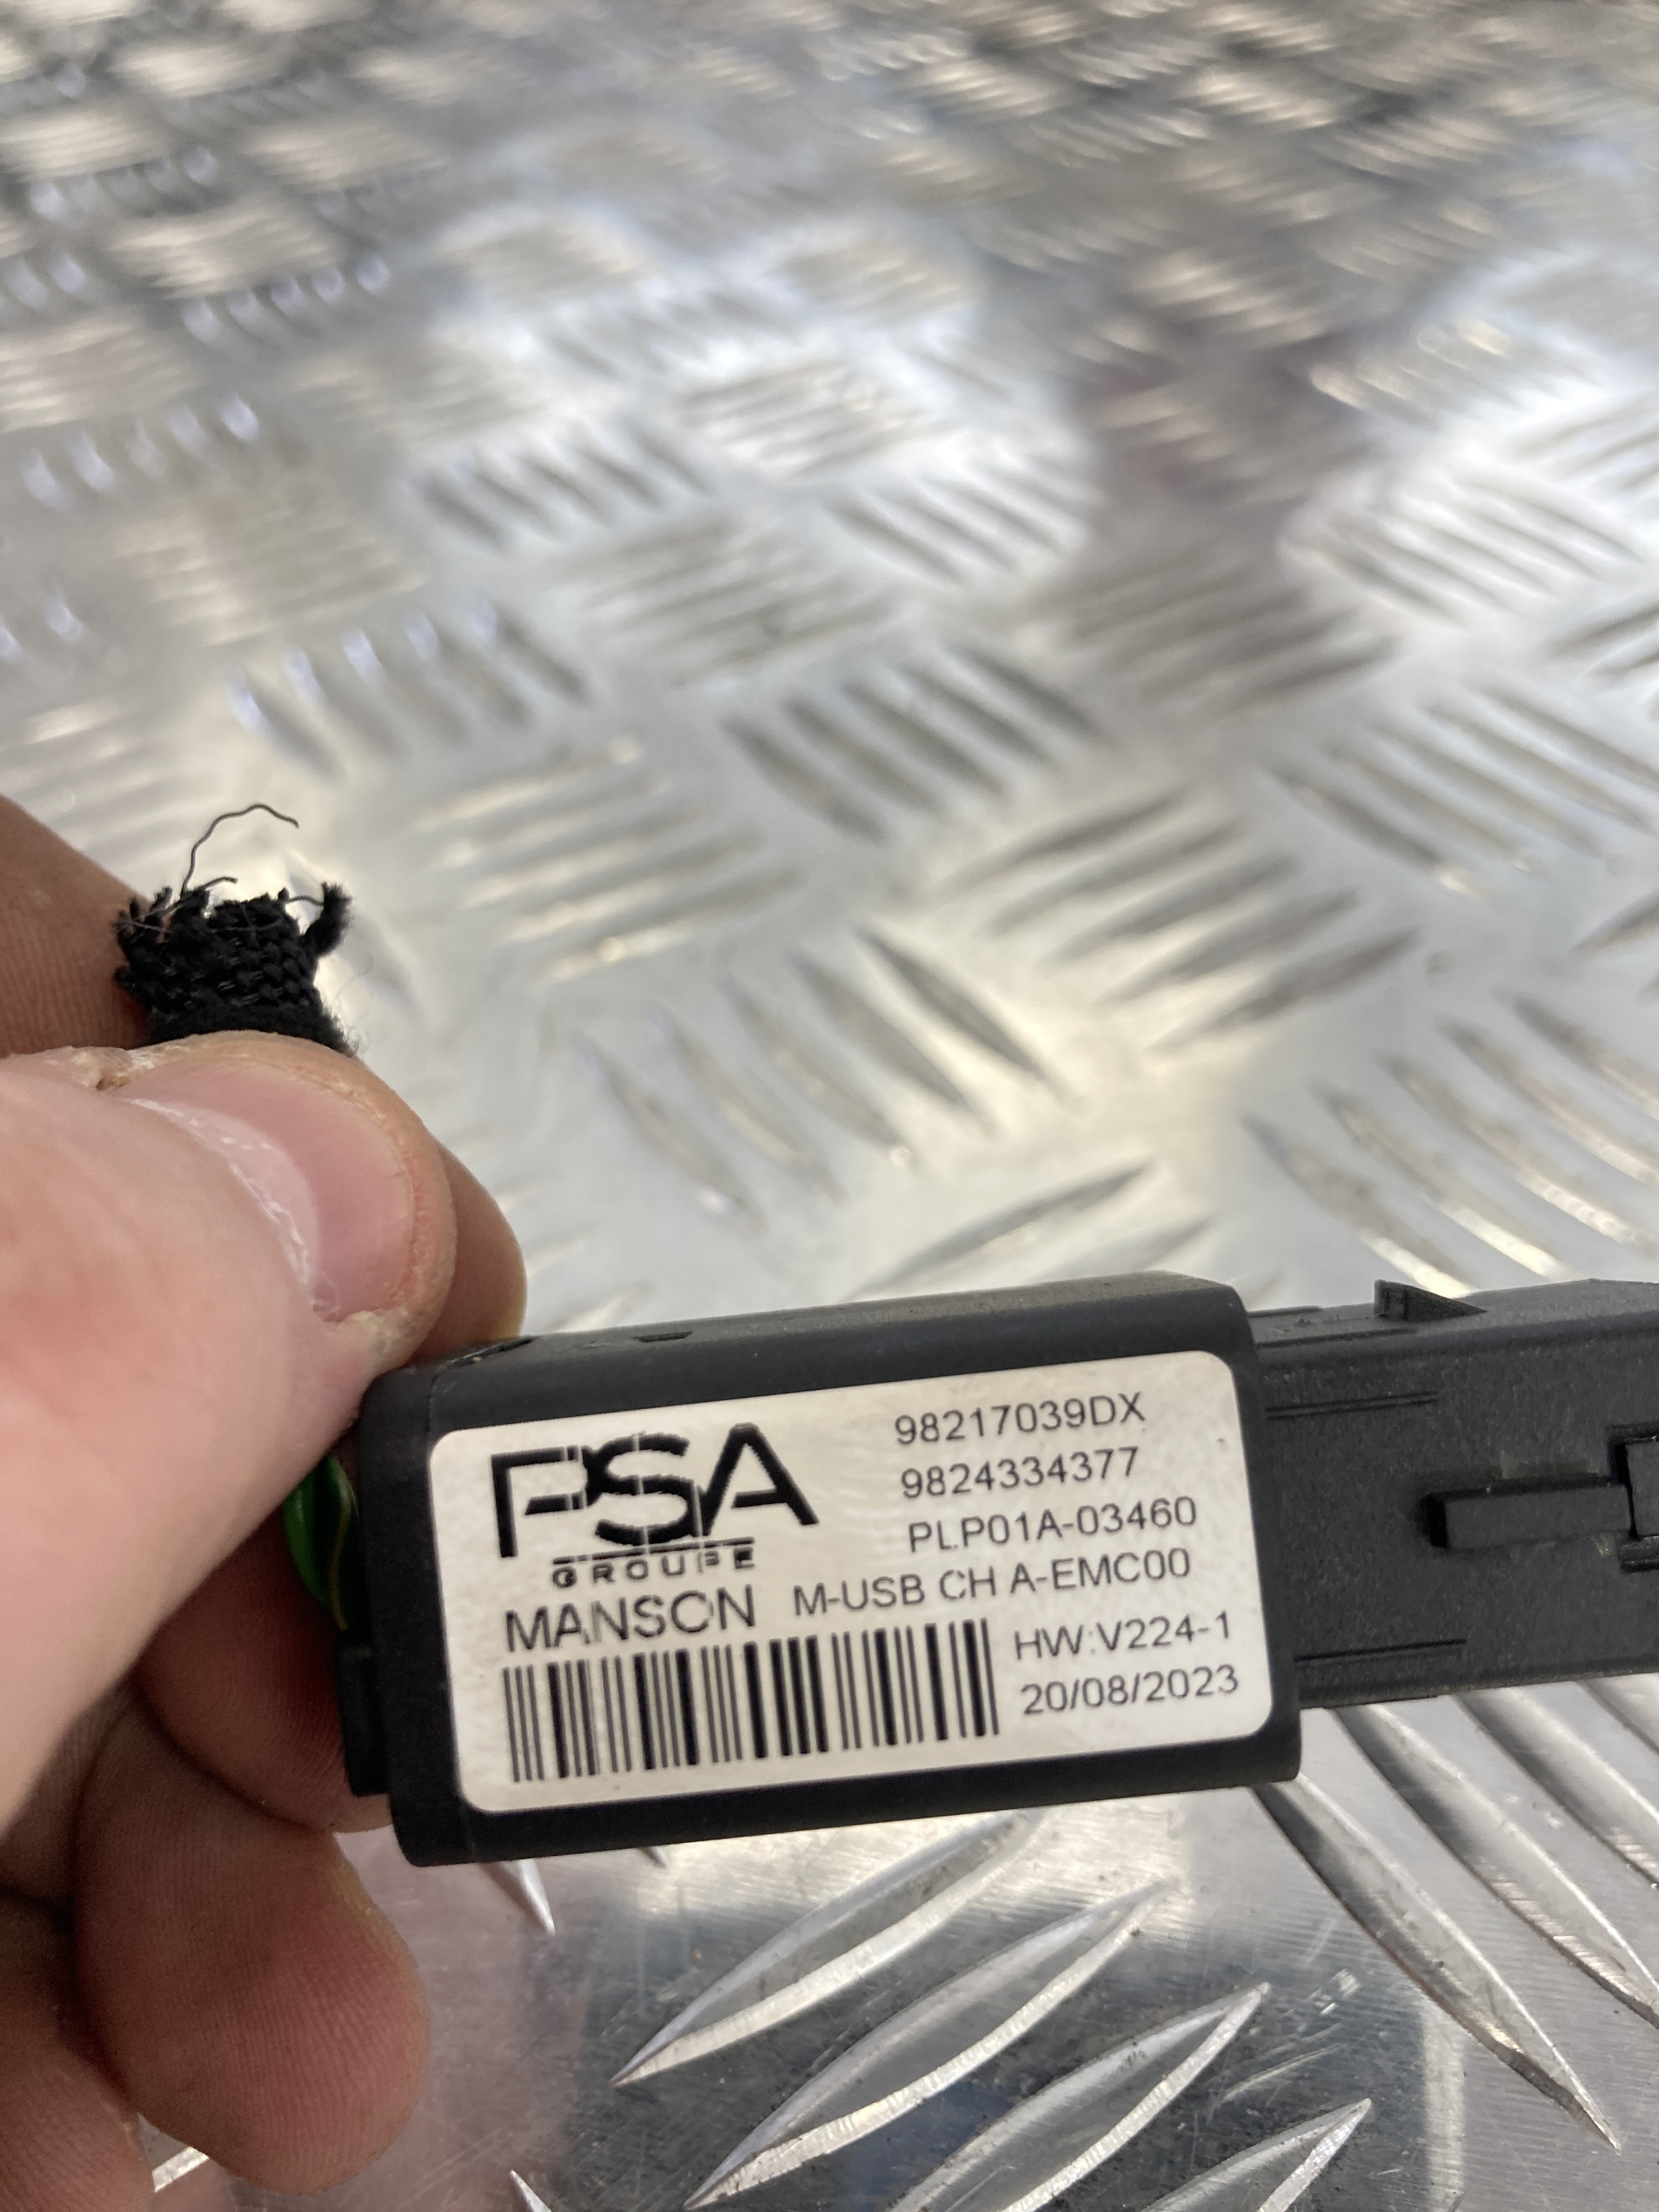 PSA
GROUPE
98217039DX
9824334377
PLP01A-03460
MANSON M-USB CH A-EMC00
HW:V224-1
20/08/2023